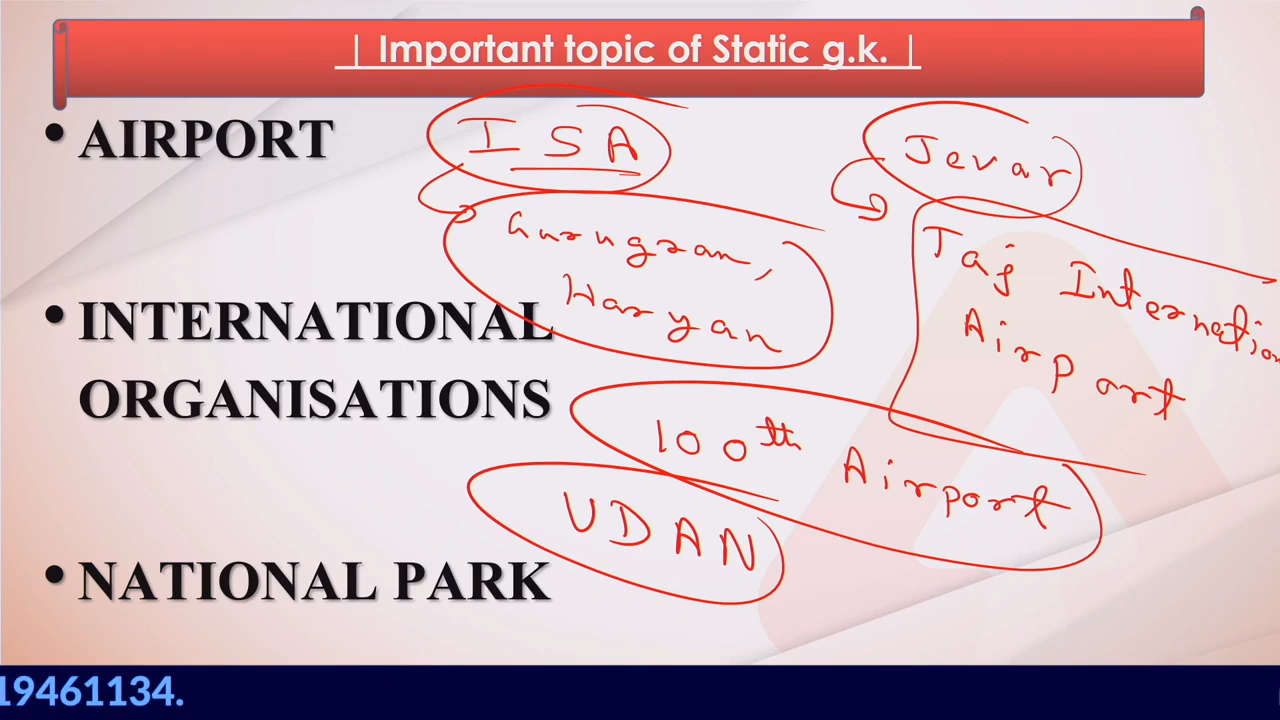 | Important topic of Static g.k. |
• AIRPORT
ISA
Jevar
Gurugram,
Haryan
Taj Internation
Airport
• INTERNATIONAL
ORGANISATIONS
100th Airport
UDAN
• NATIONAL PARK
19461134.